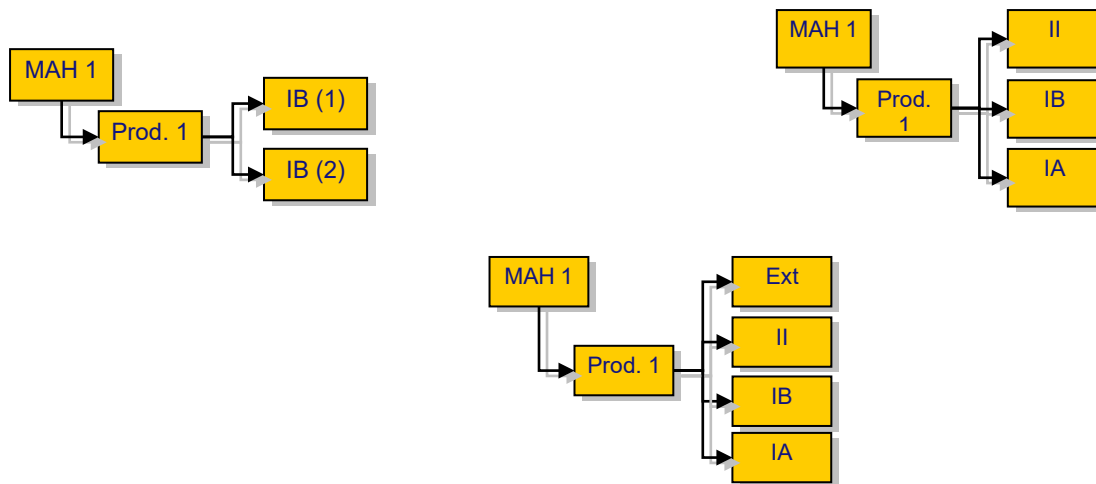 MAH 1
Prod. 1
IB (1)
IB (2)
MAH 1
Prod.
1
II
IB
IA
MAH 1
Prod. 1
Ext
II
IB
IA